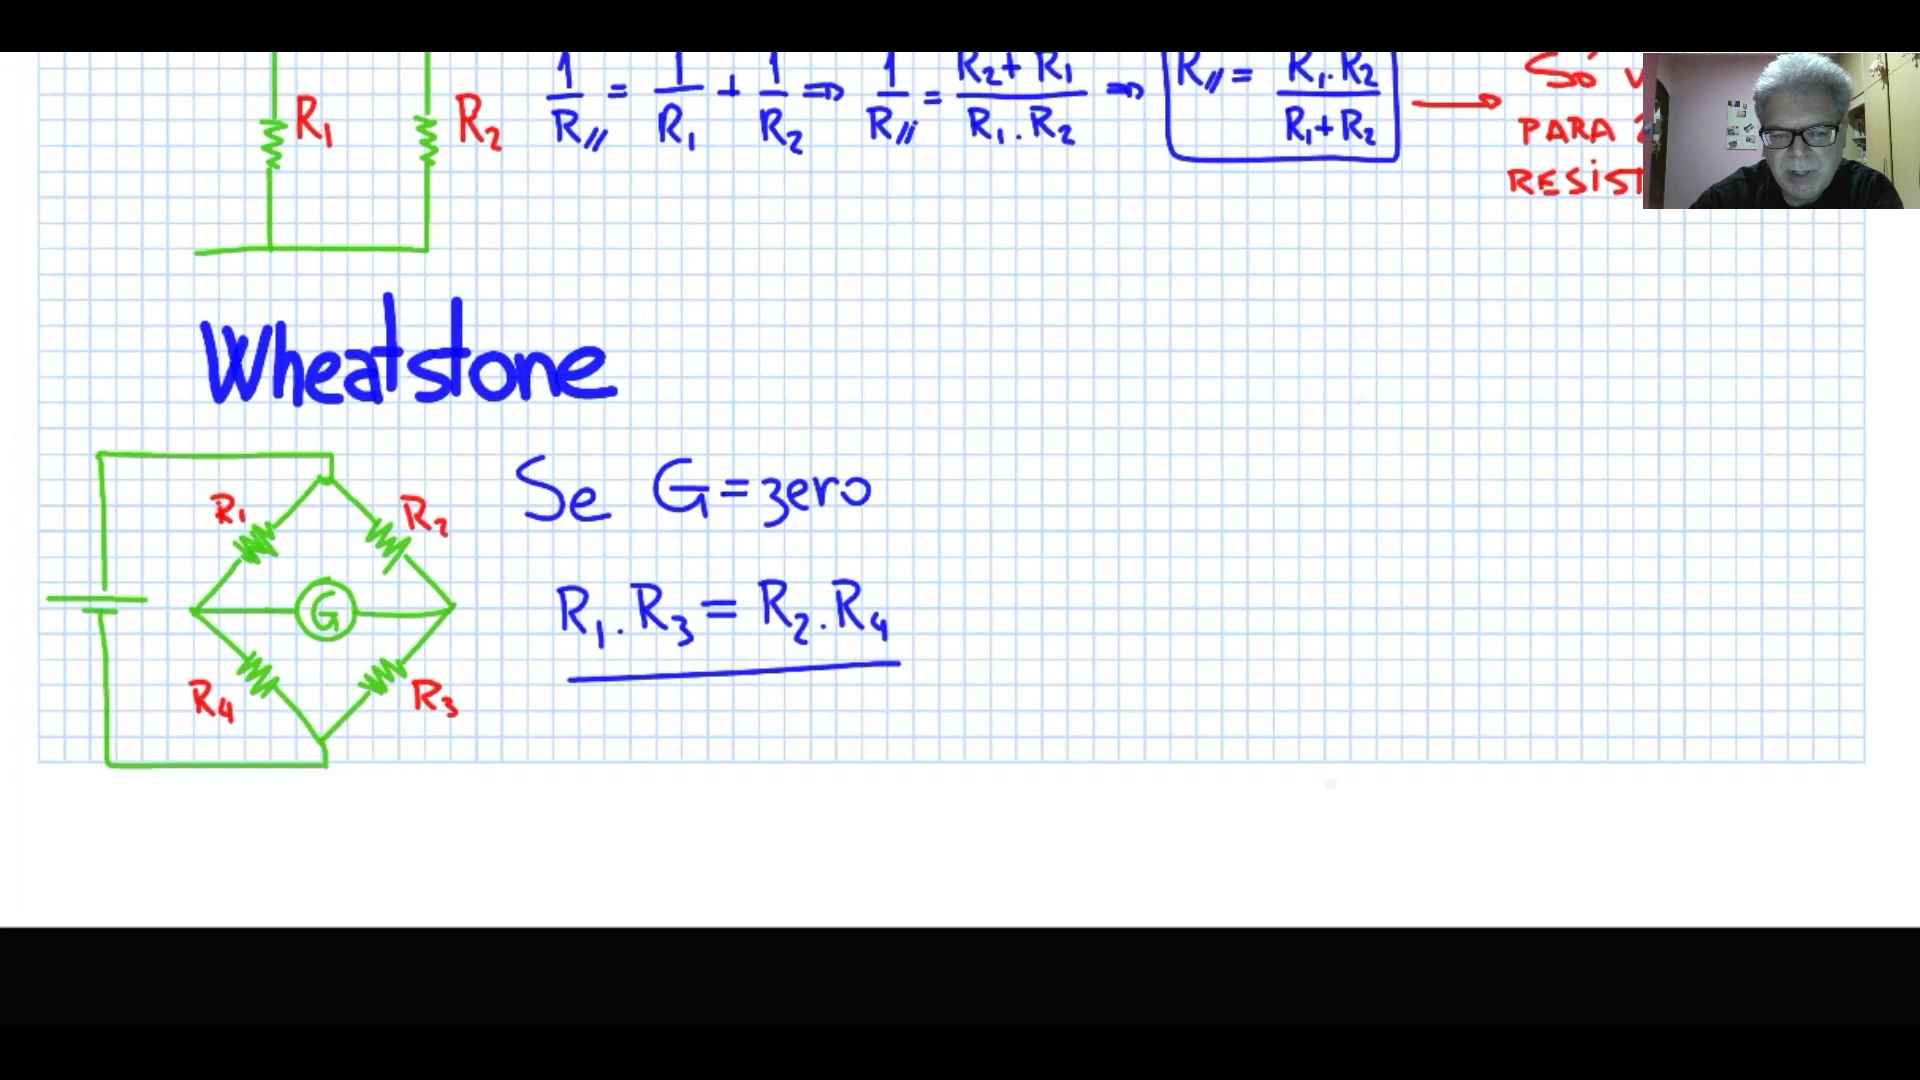 R₁ R₂ 1/R// = 1/R₁ + 1/R₂ ⇒ 1/R// = (R₂+R₁)/(R₁.R₂) ⇒ R// = (R₁.R₂)/(R₁+R₂) → Só
PARA
Wheatstone
R₁ R₂ Se G=zero
G R₁.R₃=R₂.R₄
R₄ R₃